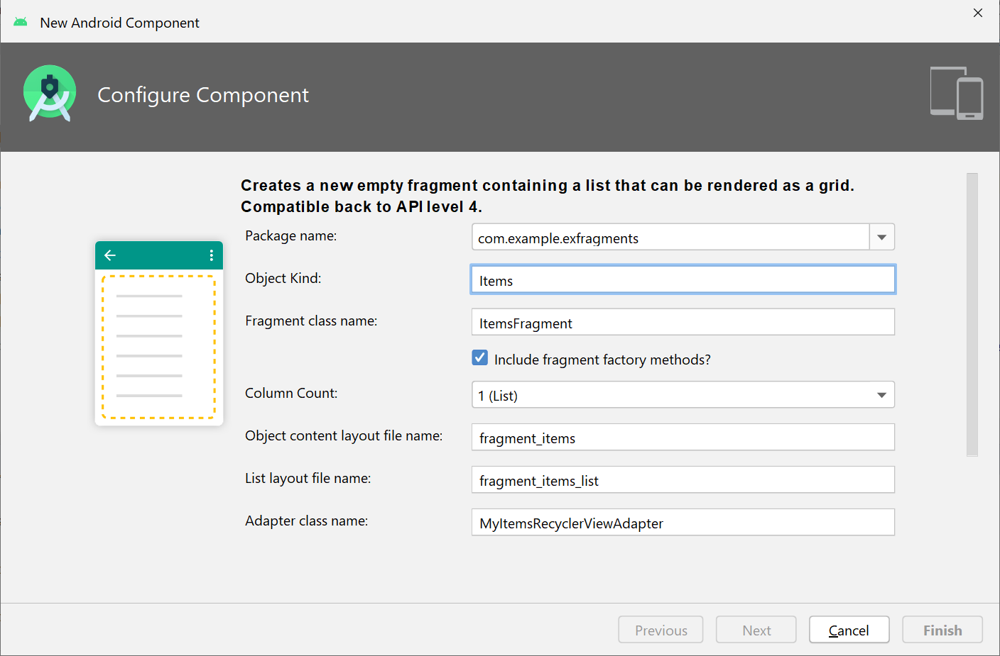 New Android Component
Configure Component
Creates a new empty fragment containing a list that can be rendered as a grid.
Compatible back to API level 4.
Package name:
com.example.exfragments
Object Kind:
Items
Fragment class name:
ItemsFragment
Include fragment factory methods?
Column Count:
1 (List)
Object content layout file name:
fragment_items
List layout file name:
fragment_items_list
Adapter class name:
MyItemsRecyclerViewAdapter
Previous
Next
Cancel
Finish